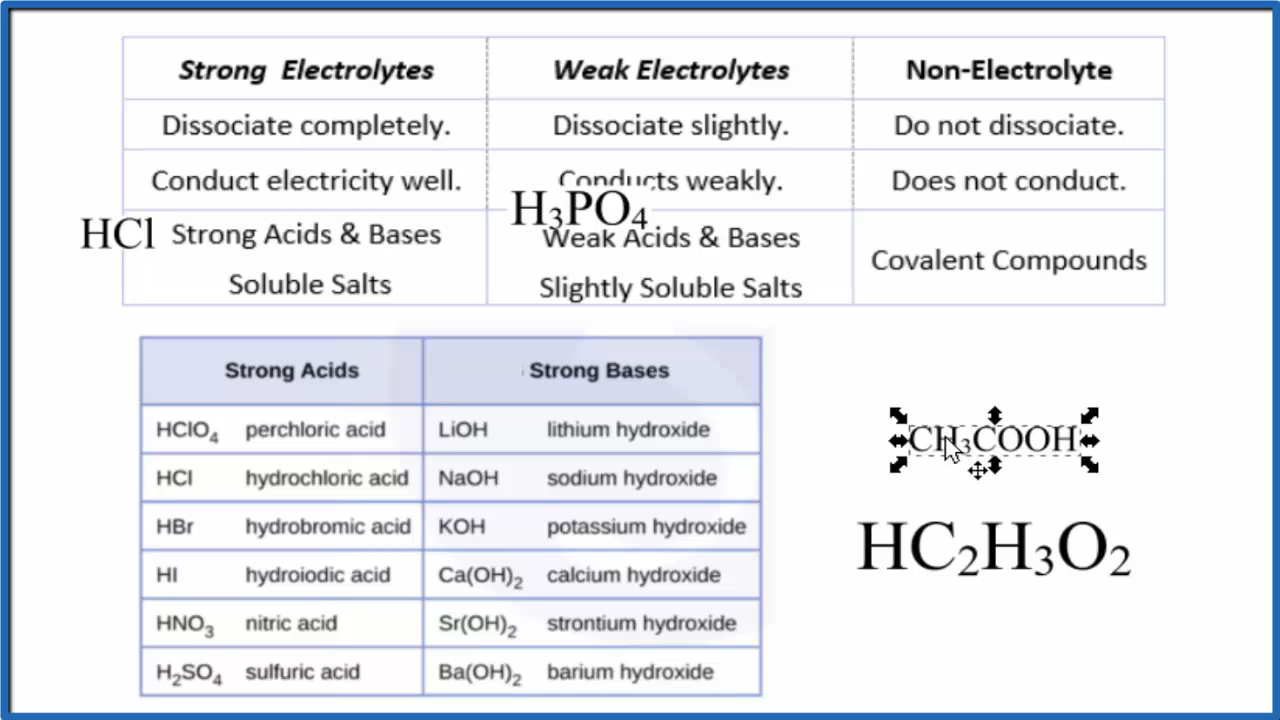 Strong Electrolytes Weak Electrolytes Non-Electrolyte
Dissociate completely. Dissociate slightly. Do not dissociate.
Conduct electricity well. Conducts weakly. Does not conduct.
H₃PO₄
HCl Strong Acids & Bases Weak Acids & Bases
Covalent Compounds
Soluble Salts Slightly Soluble Salts
Strong Acids Strong Bases
HClO₄ perchloric acid LiOH lithium hydroxide
CH₃COOH
HCl hydrochloric acid NaOH sodium hydroxide
HBr hydrobromic acid KOH potassium hydroxide
HC₂H₃O₂
HI hydroiodic acid Ca(OH)₂ calcium hydroxide
HNO₃ nitric acid Sr(OH)₂ strontium hydroxide
H₂SO₄ sulfuric acid Ba(OH)₂ barium hydroxide